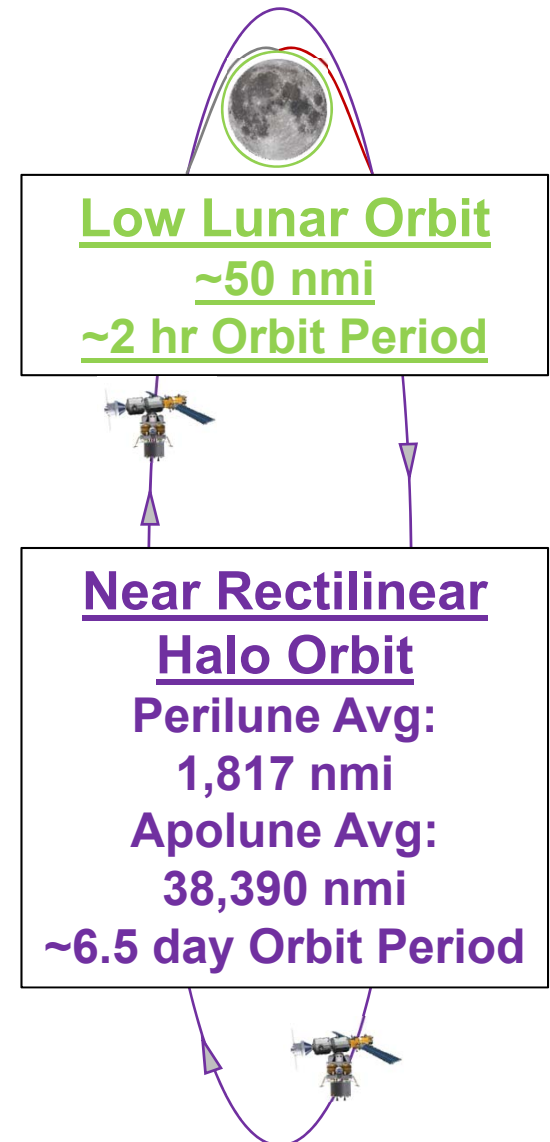 Low Lunar Orbit
~50 nmi
~2 hr Orbit Period
Near Rectilinear
Halo Orbit
Perilune Avg:
1,817 nmi
Apolune Avg:
38,390 nmi
~6.5 day Orbit Period